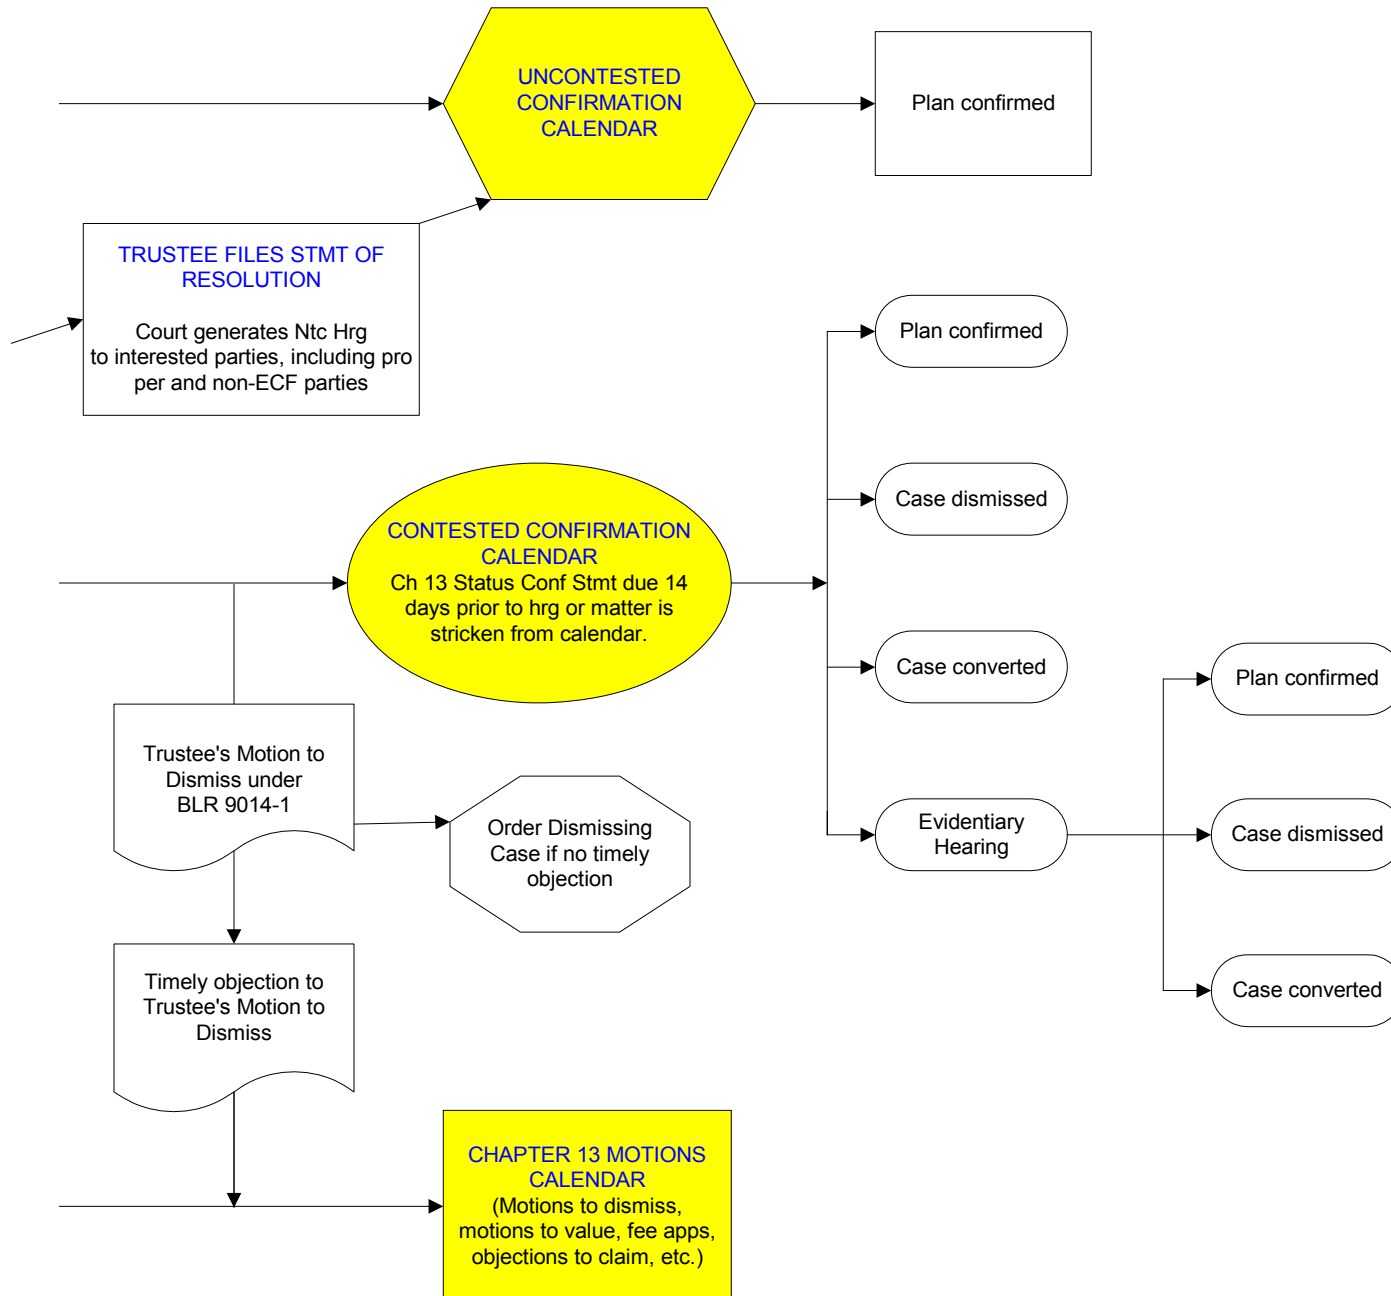 UNCONTESTED
CONFIRMATION
CALENDAR
Plan confirmed
TRUSTEE FILES STMT OF
RESOLUTION
Court generates Ntc Hrg
to interested parties, including pro
per and non-ECF parties
Plan confirmed
Case dismissed
CONTESTED CONFIRMATION
CALENDAR
Ch 13 Status Conf Stmt due 14
days prior to hrg or matter is
stricken from calendar.
Case converted
Plan confirmed
Trustee's Motion to
Dismiss under
BLR 9014-1
Order Dismissing
Case if no timely
objection
Evidentiary
Hearing
Case dismissed
Timely objection to
Trustee's Motion to
Dismiss
Case converted
CHAPTER 13 MOTIONS
CALENDAR
(Motions to dismiss,
motions to value, fee apps,
objections to claim, etc.)